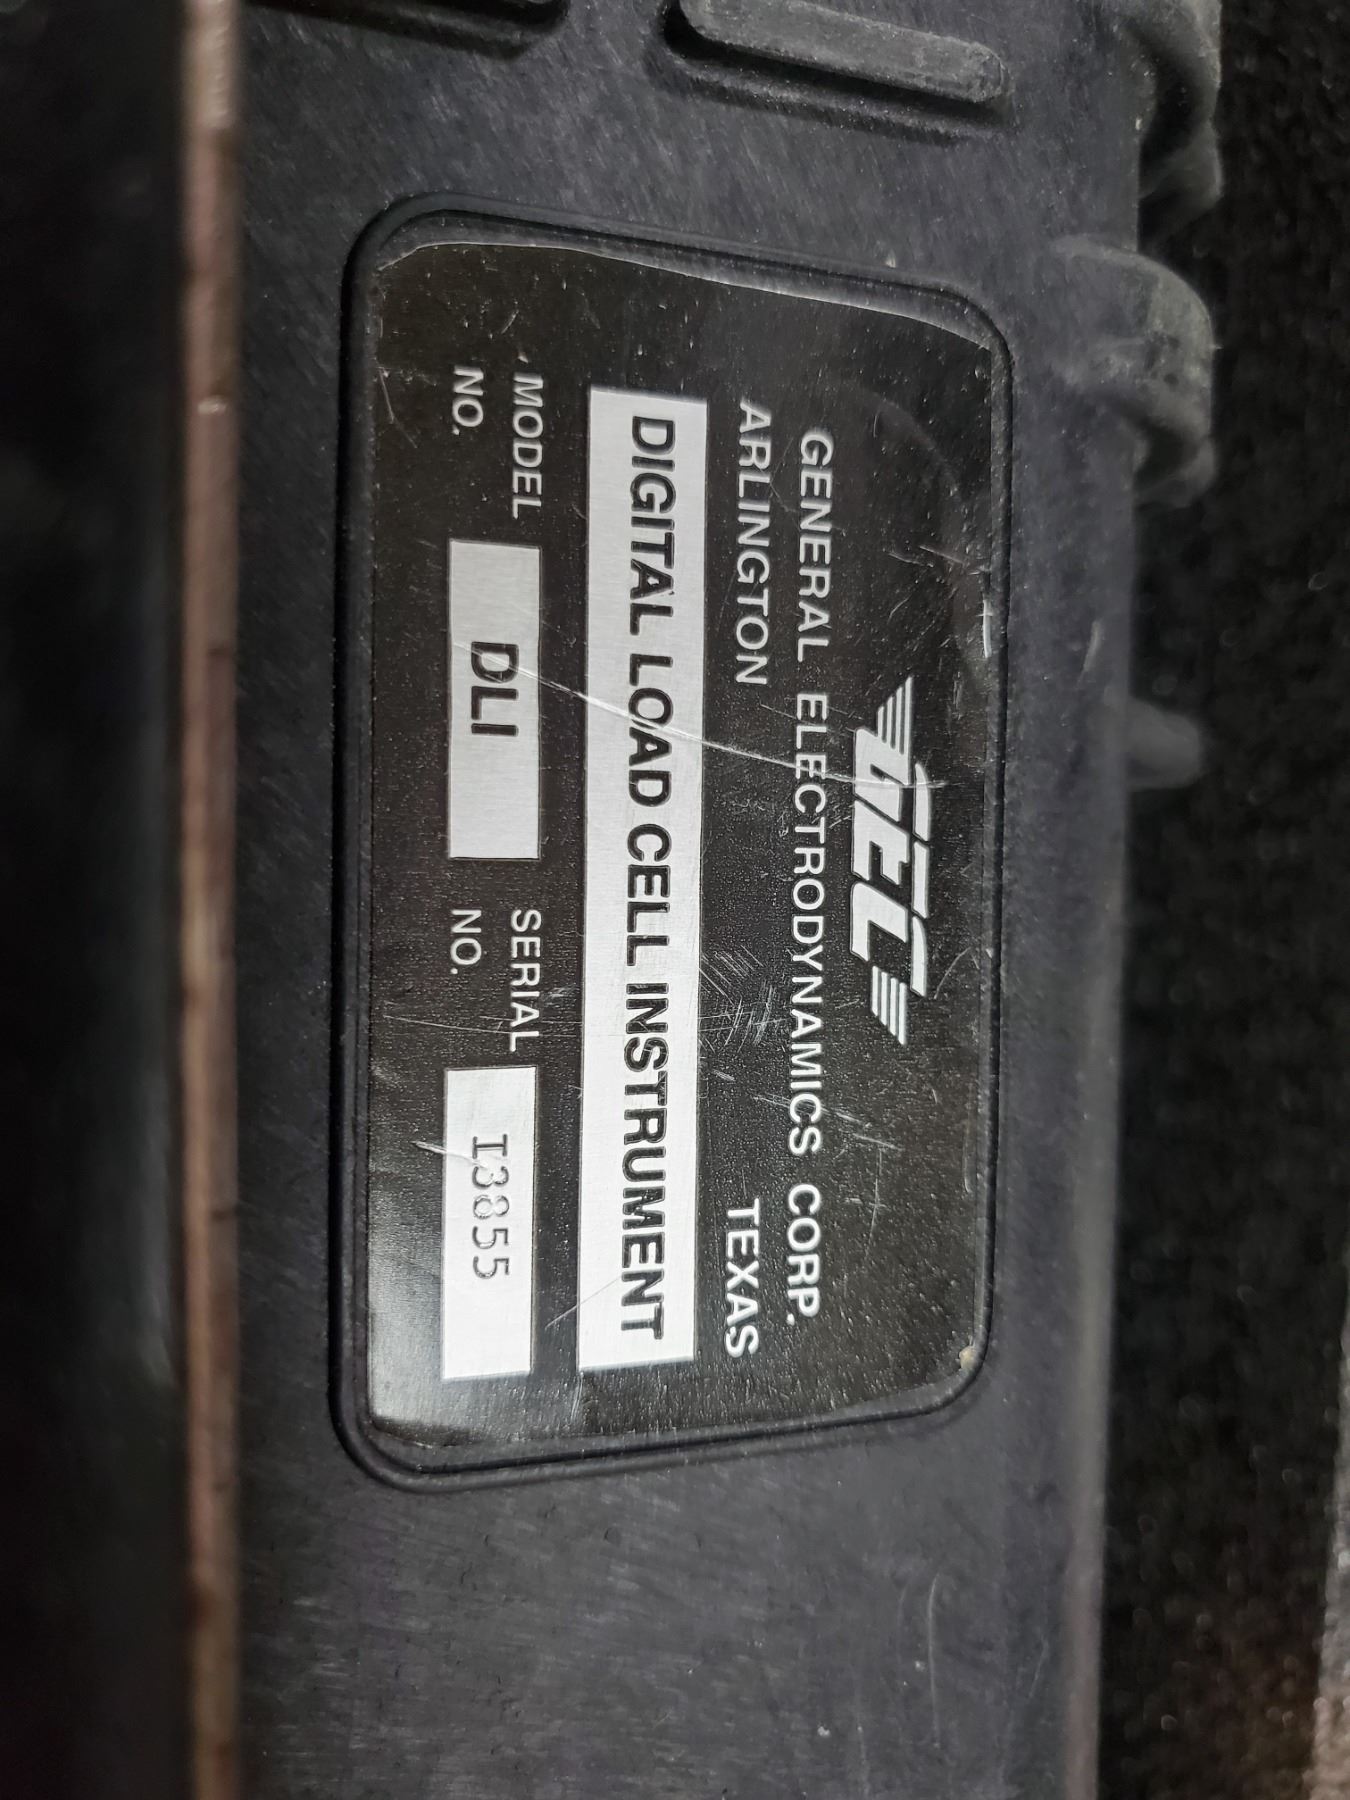 GEC
GENERAL ELECTRODYNAMICS CORP.
ARLINGTON TEXAS
DIGITAL LOAD CELL INSTRUMENT
MODEL NO. DLI SERIAL NO. I3855